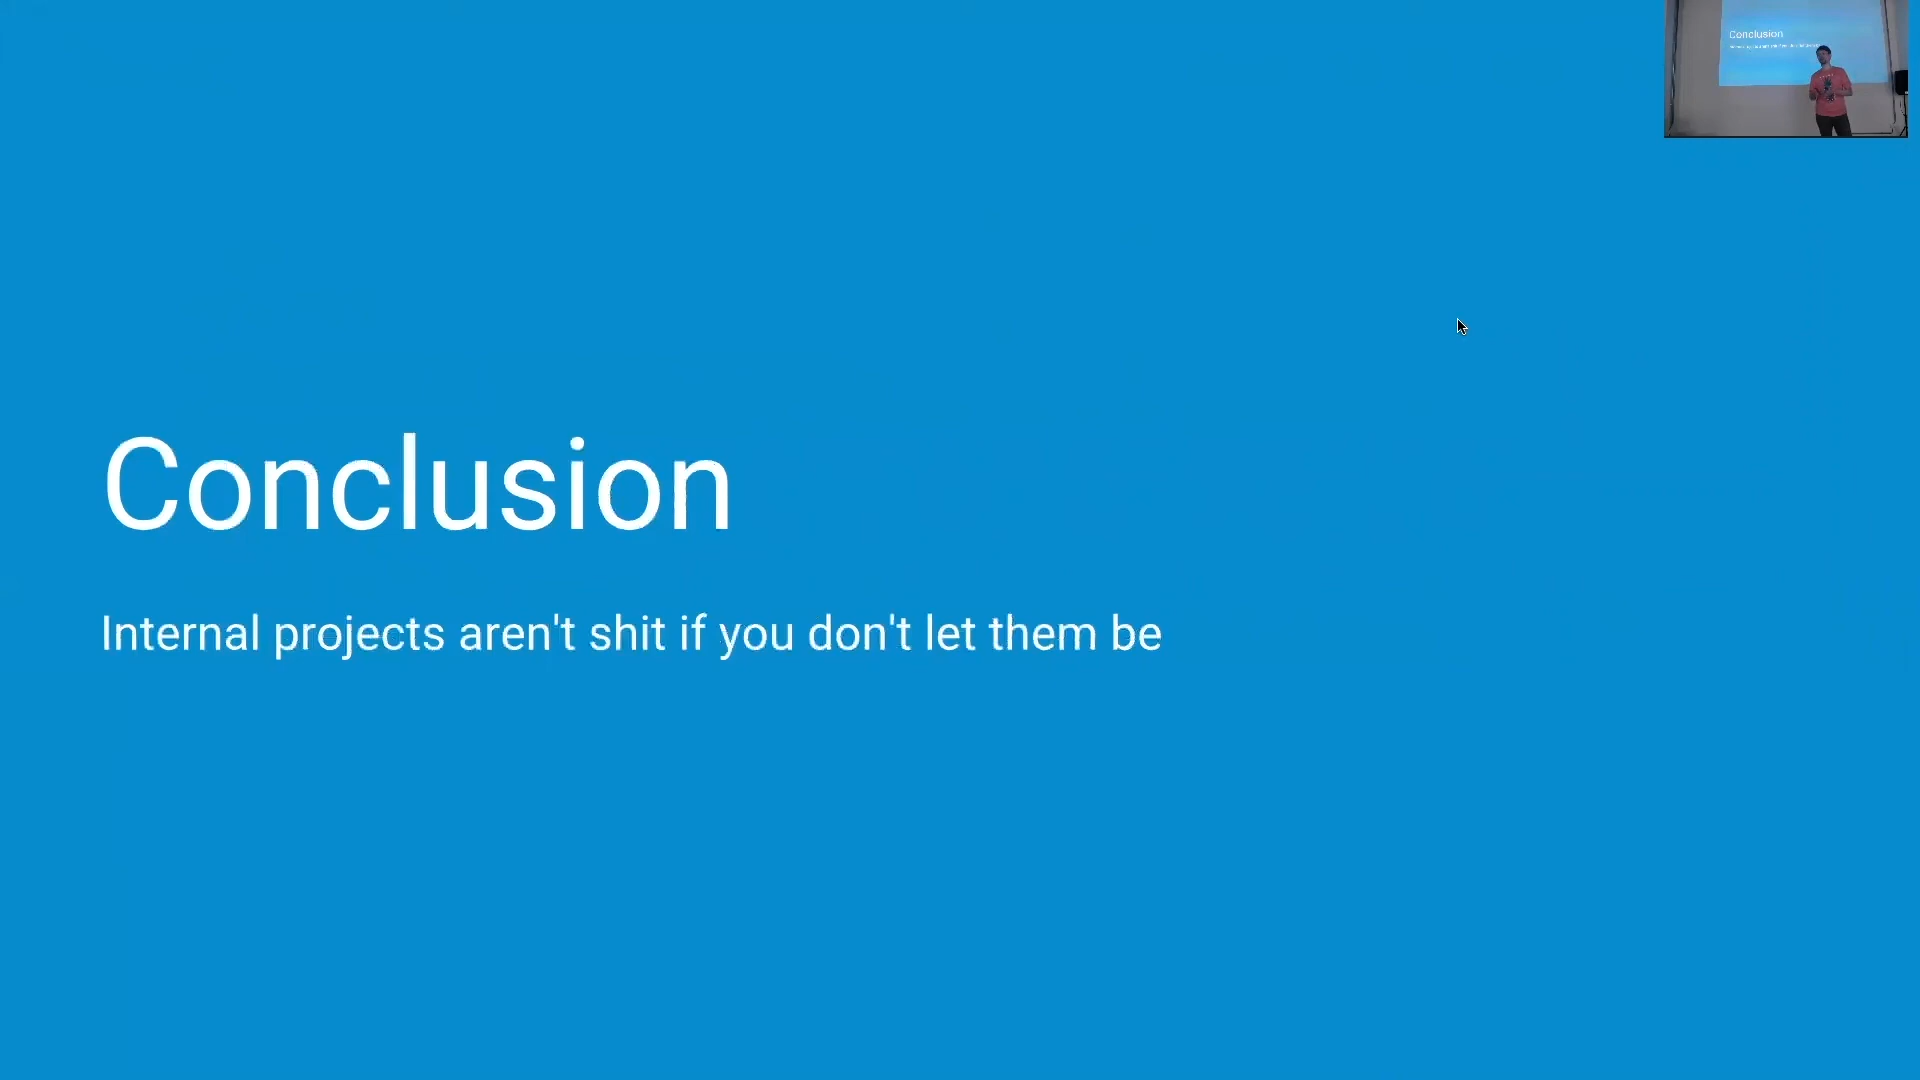 Conclusion
Conclusion
Internal projects aren't shit if you don't let them be